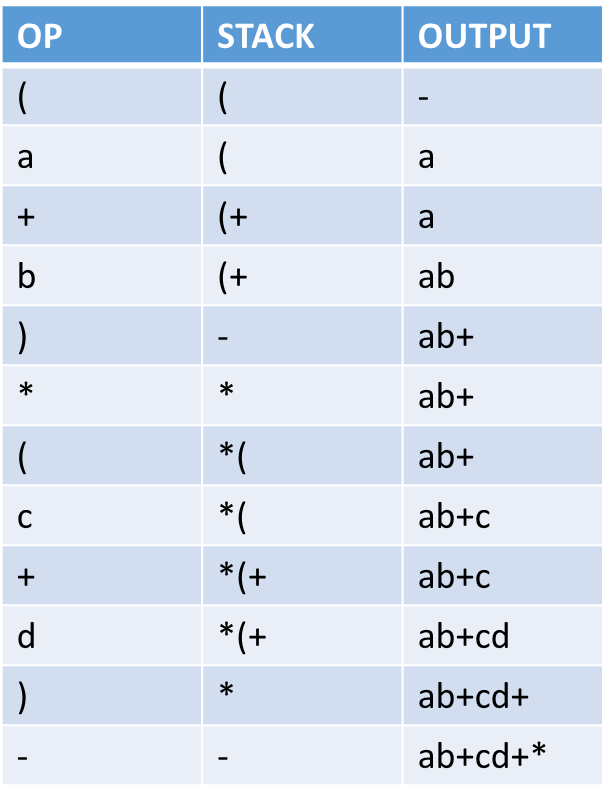 OP STACK OUTPUT
( ( -
a ( a
+ (+ a
b (+ ab
) - ab+
* * ab+
( *( ab+
c *( ab+c
+ *(+ ab+c
d *(+ ab+cd
) * ab+cd+
- - ab+cd+*